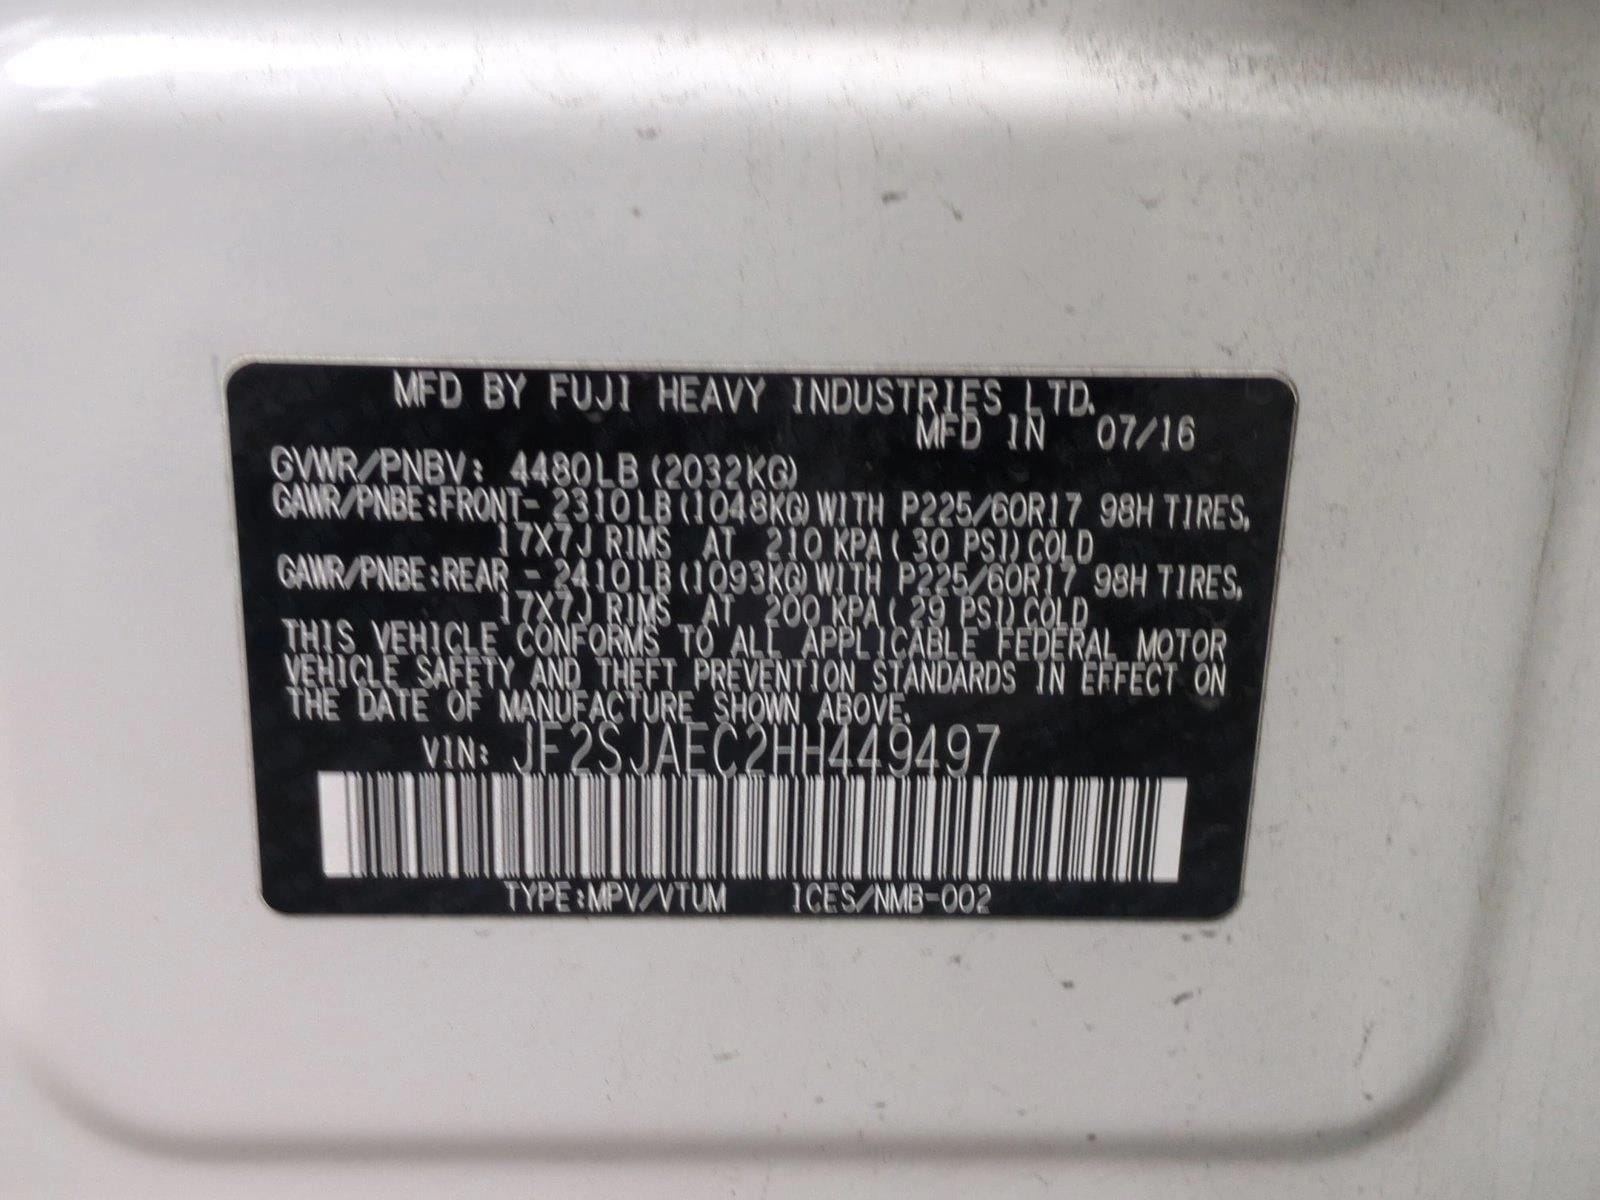 MFD BY FUJI HEAVY INDUSTRIES LTD.
MFD IN 07/16
GVWR/PNBV: 4480LB (2032KG)
GAWR/PNBE:FRONT- 2310LB (1048KG) WITH P225/60R17 98H TIRES,
17X7J RIMS AT 210 KPA ( 30 PSI) COLD
GAWR/PNBE:REAR - 2410LB (1093KG) WITH P225/60R17 98H TIRES,
17X7J RIMS AT 200 KPA ( 29 PSI) COLD
THIS VEHICLE CONFORMS TO ALL APPLICABLE FEDERAL MOTOR
VEHICLE SAFETY AND THEFT PREVENTION STANDARDS IN EFFECT ON
THE DATE OF MANUFACTURE SHOWN ABOVE.
VIN: JF2SJAEC2HH449497
TYPE:MPV/VTUM ICES/NMB-002